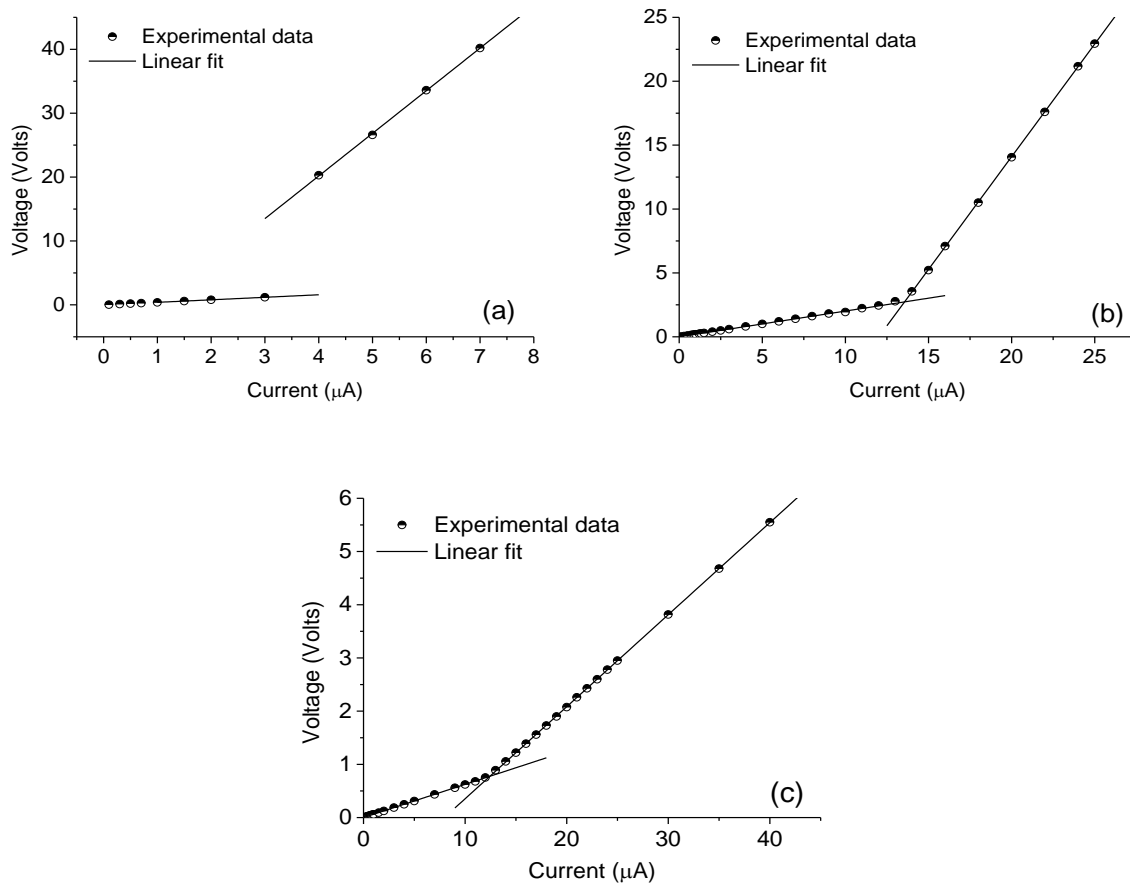 Experimental data
Linear fit
40
30
20
10
0
0 1 2 3 4 5 6 7 8
Voltage (Volts)
Current (μA)
(a)
Experimental data
Linear fit
25
20
15
10
5
0
0 5 10 15 20 25
Voltage (Volts)
Current (μA)
(b)
Experimental data
Linear fit
6
5
4
3
2
1
0
0 10 20 30 40
Voltage (Volts)
Current (μA)
(c)